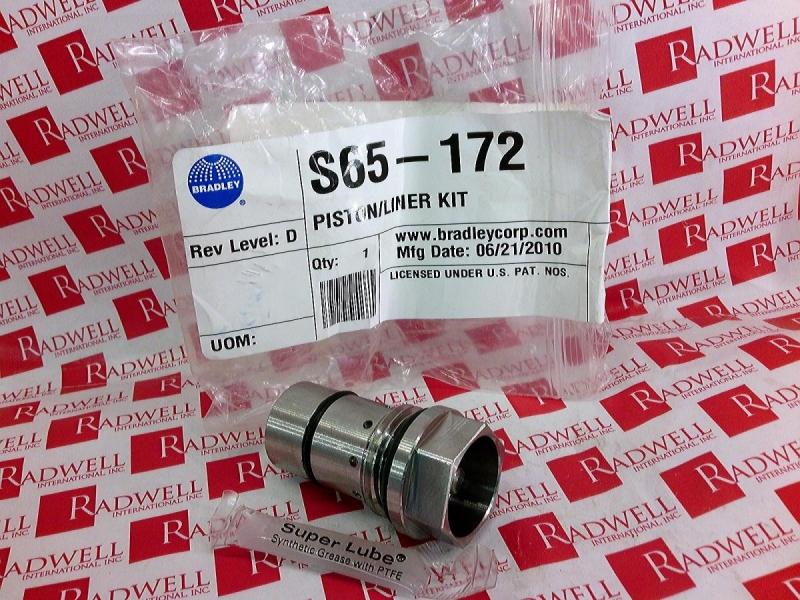 BRADLEY
®
S65-172
PISTON/LINER KIT
Rev Level: D
Qty: 1
www.bradleycorp.com
Mfg Date: 06/21/2010
LICENSED UNDER U.S. PAT. NOS.
UOM:
Super Lube®
Synthetic Grease with PTFE
RADWELL
INTERNATIONAL, INC